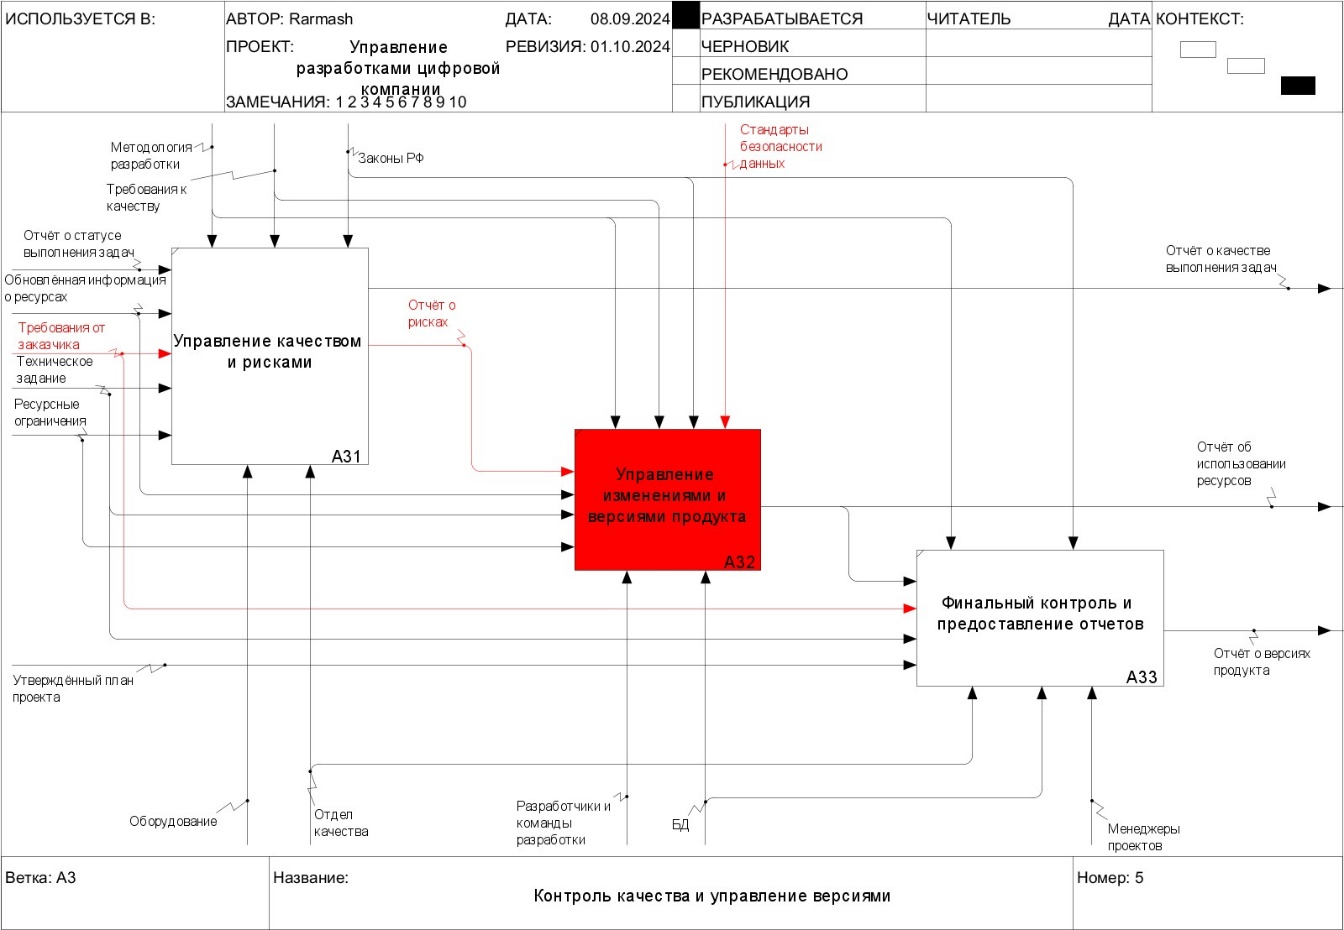 ИСПОЛЬЗУЕТСЯ В:
АВТОР: Rarmash
ДАТА: 08.09.2024
РАЗРАБАТЫВАЕТСЯ
ЧИТАТЕЛЬ
ДАТА
КОНТЕКСТ:
ПРОЕКТ:
Управление
разработками цифровой
компании
РЕВИЗИЯ: 01.10.2024
ЧЕРНОВИК
РЕКОМЕНДОВАНО
ЗАМЕЧАНИЯ: 1 2 3 4 5 6 7 8 9 10
ПУБЛИКАЦИЯ
Методология
разработки
Требования к
качеству
Законы РФ
Стандарты
безопасности
данных
Отчёт о статусе
выполнения задач
Обновлённая информация
о ресурсах
Требования от
заказчика
Техническое
задание
Ресурсные
ограничения
Управление качеством
и рисками
A31
Отчёт о
рисках
Отчёт о качестве
выполнения задач
Управление
изменениями и
версиями продукта
A32
Отчёт об
использовании
ресурсов
Финальный контроль и
предоставление отчетов
A33
Отчёт о версиях
продукта
Утверждённый план
проекта
Оборудование
Отдел
качества
Разработчики и
команды
разработки
БД
Менеджеры
проектов
Ветка: A3
Название:
Контроль качества и управление версиями
Номер: 5